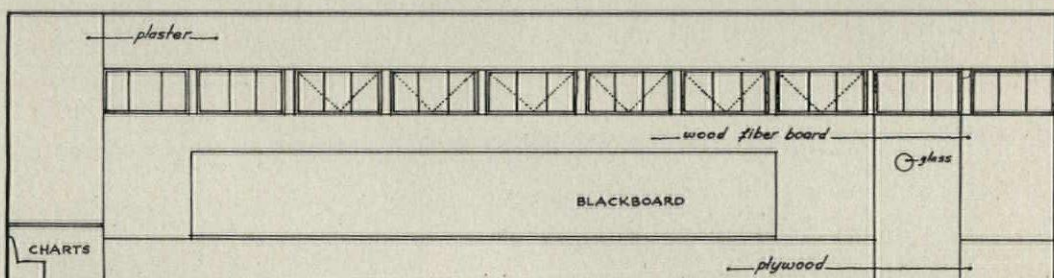 plaster
wood fiber board
glass
BLACKBOARD
CHARTS
plywood